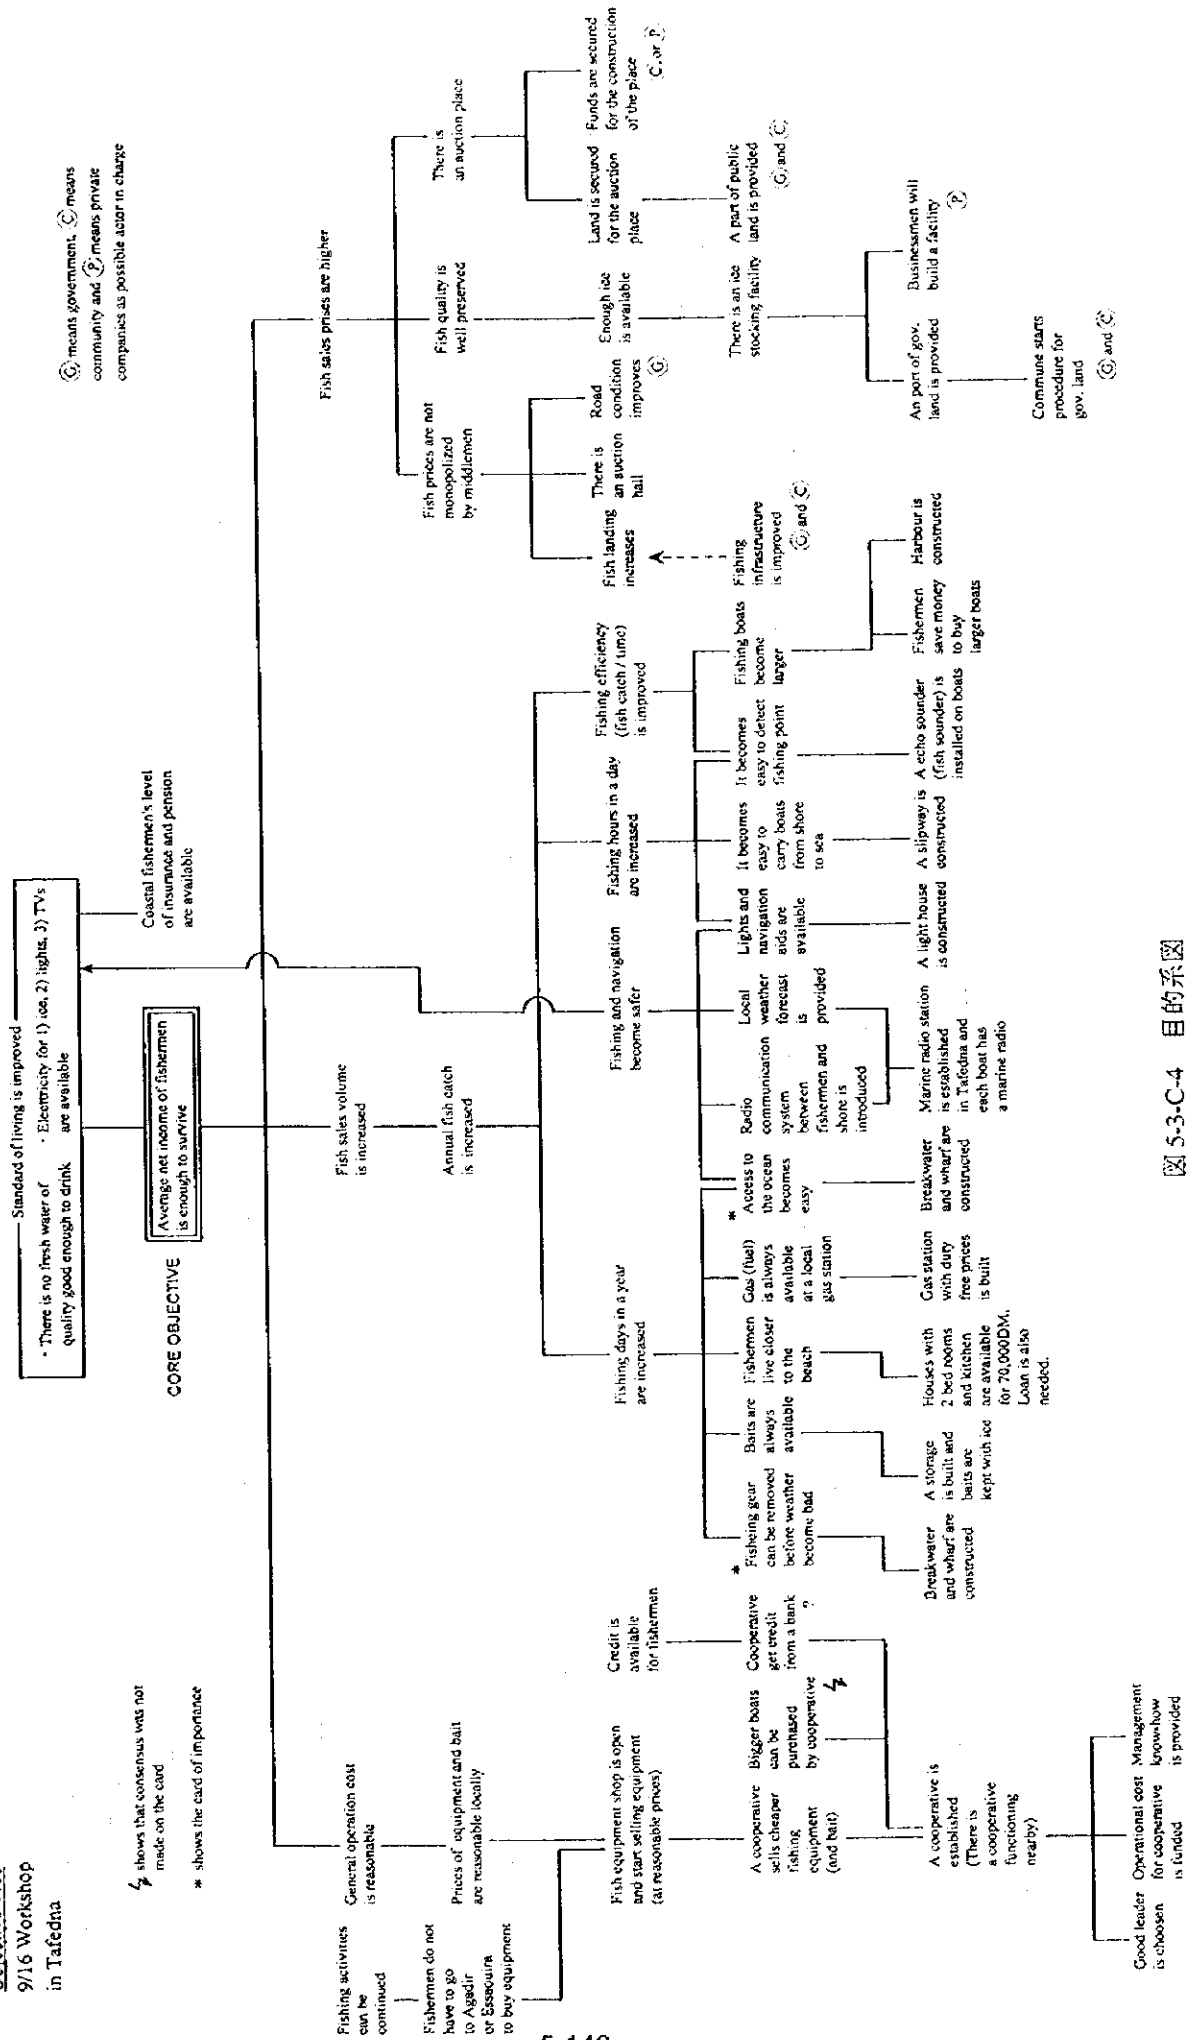 9/16 Workshop
in Tafedna
shows that consensus was not
made on the card
* shows the card of importance
Standard of living is improved
· There is no fresh water of
quality good enough to drink
· Electricity for 1) ice, 2) lights, 3) TVs
are available
Coastal fishermen's level
of insurance and pension
are available
Ⓖ means government, Ⓒ means
community and Ⓟ means private
companies as possible actor in charge
CORE OBJECTIVE
Average net income of fishermen
is enough to survive
Fishing activities
can be
continued
General operation cost
is reasonable
Fish sales volume
is increased
Fish sales prises are higher
Fishermen do not
have to go
to Agadir
or Essaouira
to buy equipment
Prices of equipment and bait
are reasonable locally
Annual fish catch
is increased
Fish prices are not
monopolized
by middlemen
Fish quality is
well preserved
There is
an auction place
Fish equipment shop is open
and start selling equipment
(at reasonable prices)
Credit is
available
for fishermen
Fishing days in a year
are increased
Fishing and navigation
become safer
Fishing hours in a day
are increased
Fishing efficiency
(fish catch / time)
is improved
Fish landing
increases
There is
an auction
hall
Road
condition
improves
Ⓖ
Enough ice
is available
Land is secured
for the auction
place
Funds are secured
for the construction
of the place
Ⓒ or Ⓟ
A cooperative
sells cheaper
fishing
equipment
(and bait)
Bigger boats
can be
purchased
by cooperative
Cooperative
get credit
from a bank
?
*
Fisheing gear
can be removed
before weather
become bad
Baits are
always
available
Fishermen
live closer
to the
beach
Gas (fuel)
is always
available
at a local
gas station
*
Access to
the ocean
becomes
easy
Radio
communication
system
between
fishermen and
shore is
introduced
Local
weather
forecast
is
provided
Lights and
navigation
aids are
available
It becomes
easy to
carry boats
from shore
to sea
It becomes
easy to detect
fishing point
Fishing boats
become
larger
Fishing
infrastructure
is improved
Ⓖ and Ⓒ
There is an ice
stocking facility
A part of public
land is provided
Ⓖ and Ⓒ
A cooperative is
established
(There is
a cooperative
functioning
nearby)
Breakwater
and wharf are
constructed
A storage
is built and
baits are
kept with ice
Houses with
2 bed rooms
and kitchen
are available
for 70,000DM.
Loan is also
needed.
Gas station
with duty
free prices
is built
Breakwater
and wharf are
constructed
Marine radio station
is established
in Tafedna and
each boat has
a marine radio
A light house
is constructed
A slipway is
constructed
A echo sounder
(fish sounder) is
installed on boats
Fishermen
save money
to buy
larger boats
Harbour is
constructed
An part of gov.
land is provided
Businessmen will
build a facility
Ⓟ
Good leader
is choosen
Operational cost
for cooperative
is funded
Management
know-how
is provided
Commune starts
procedure for
gov. land
Ⓖ and Ⓒ
図 5-3-C-4 目的系図